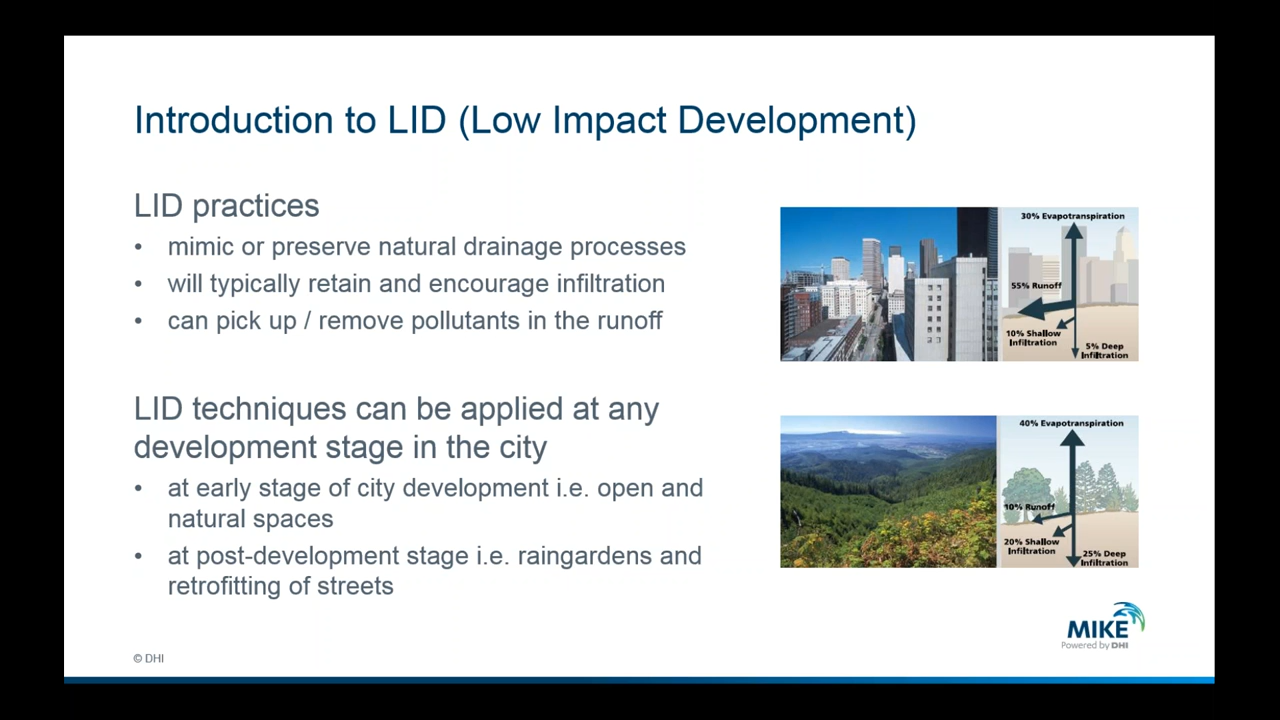 Introduction to LID (Low Impact Development)
LID practices
• mimic or preserve natural drainage processes
• will typically retain and encourage infiltration
• can pick up / remove pollutants in the runoff
LID techniques can be applied at any
development stage in the city
• at early stage of city development i.e. open and
natural spaces
• at post-development stage i.e. raingardens and
retrofitting of streets
30% Evapotranspiration
55% Runoff
10% Shallow
Infiltration
5% Deep
Infiltration
40% Evapotranspiration
10% Runoff
20% Shallow
Infiltration
25% Deep
Infiltration
MIKE
Powered by DHI
© DHI